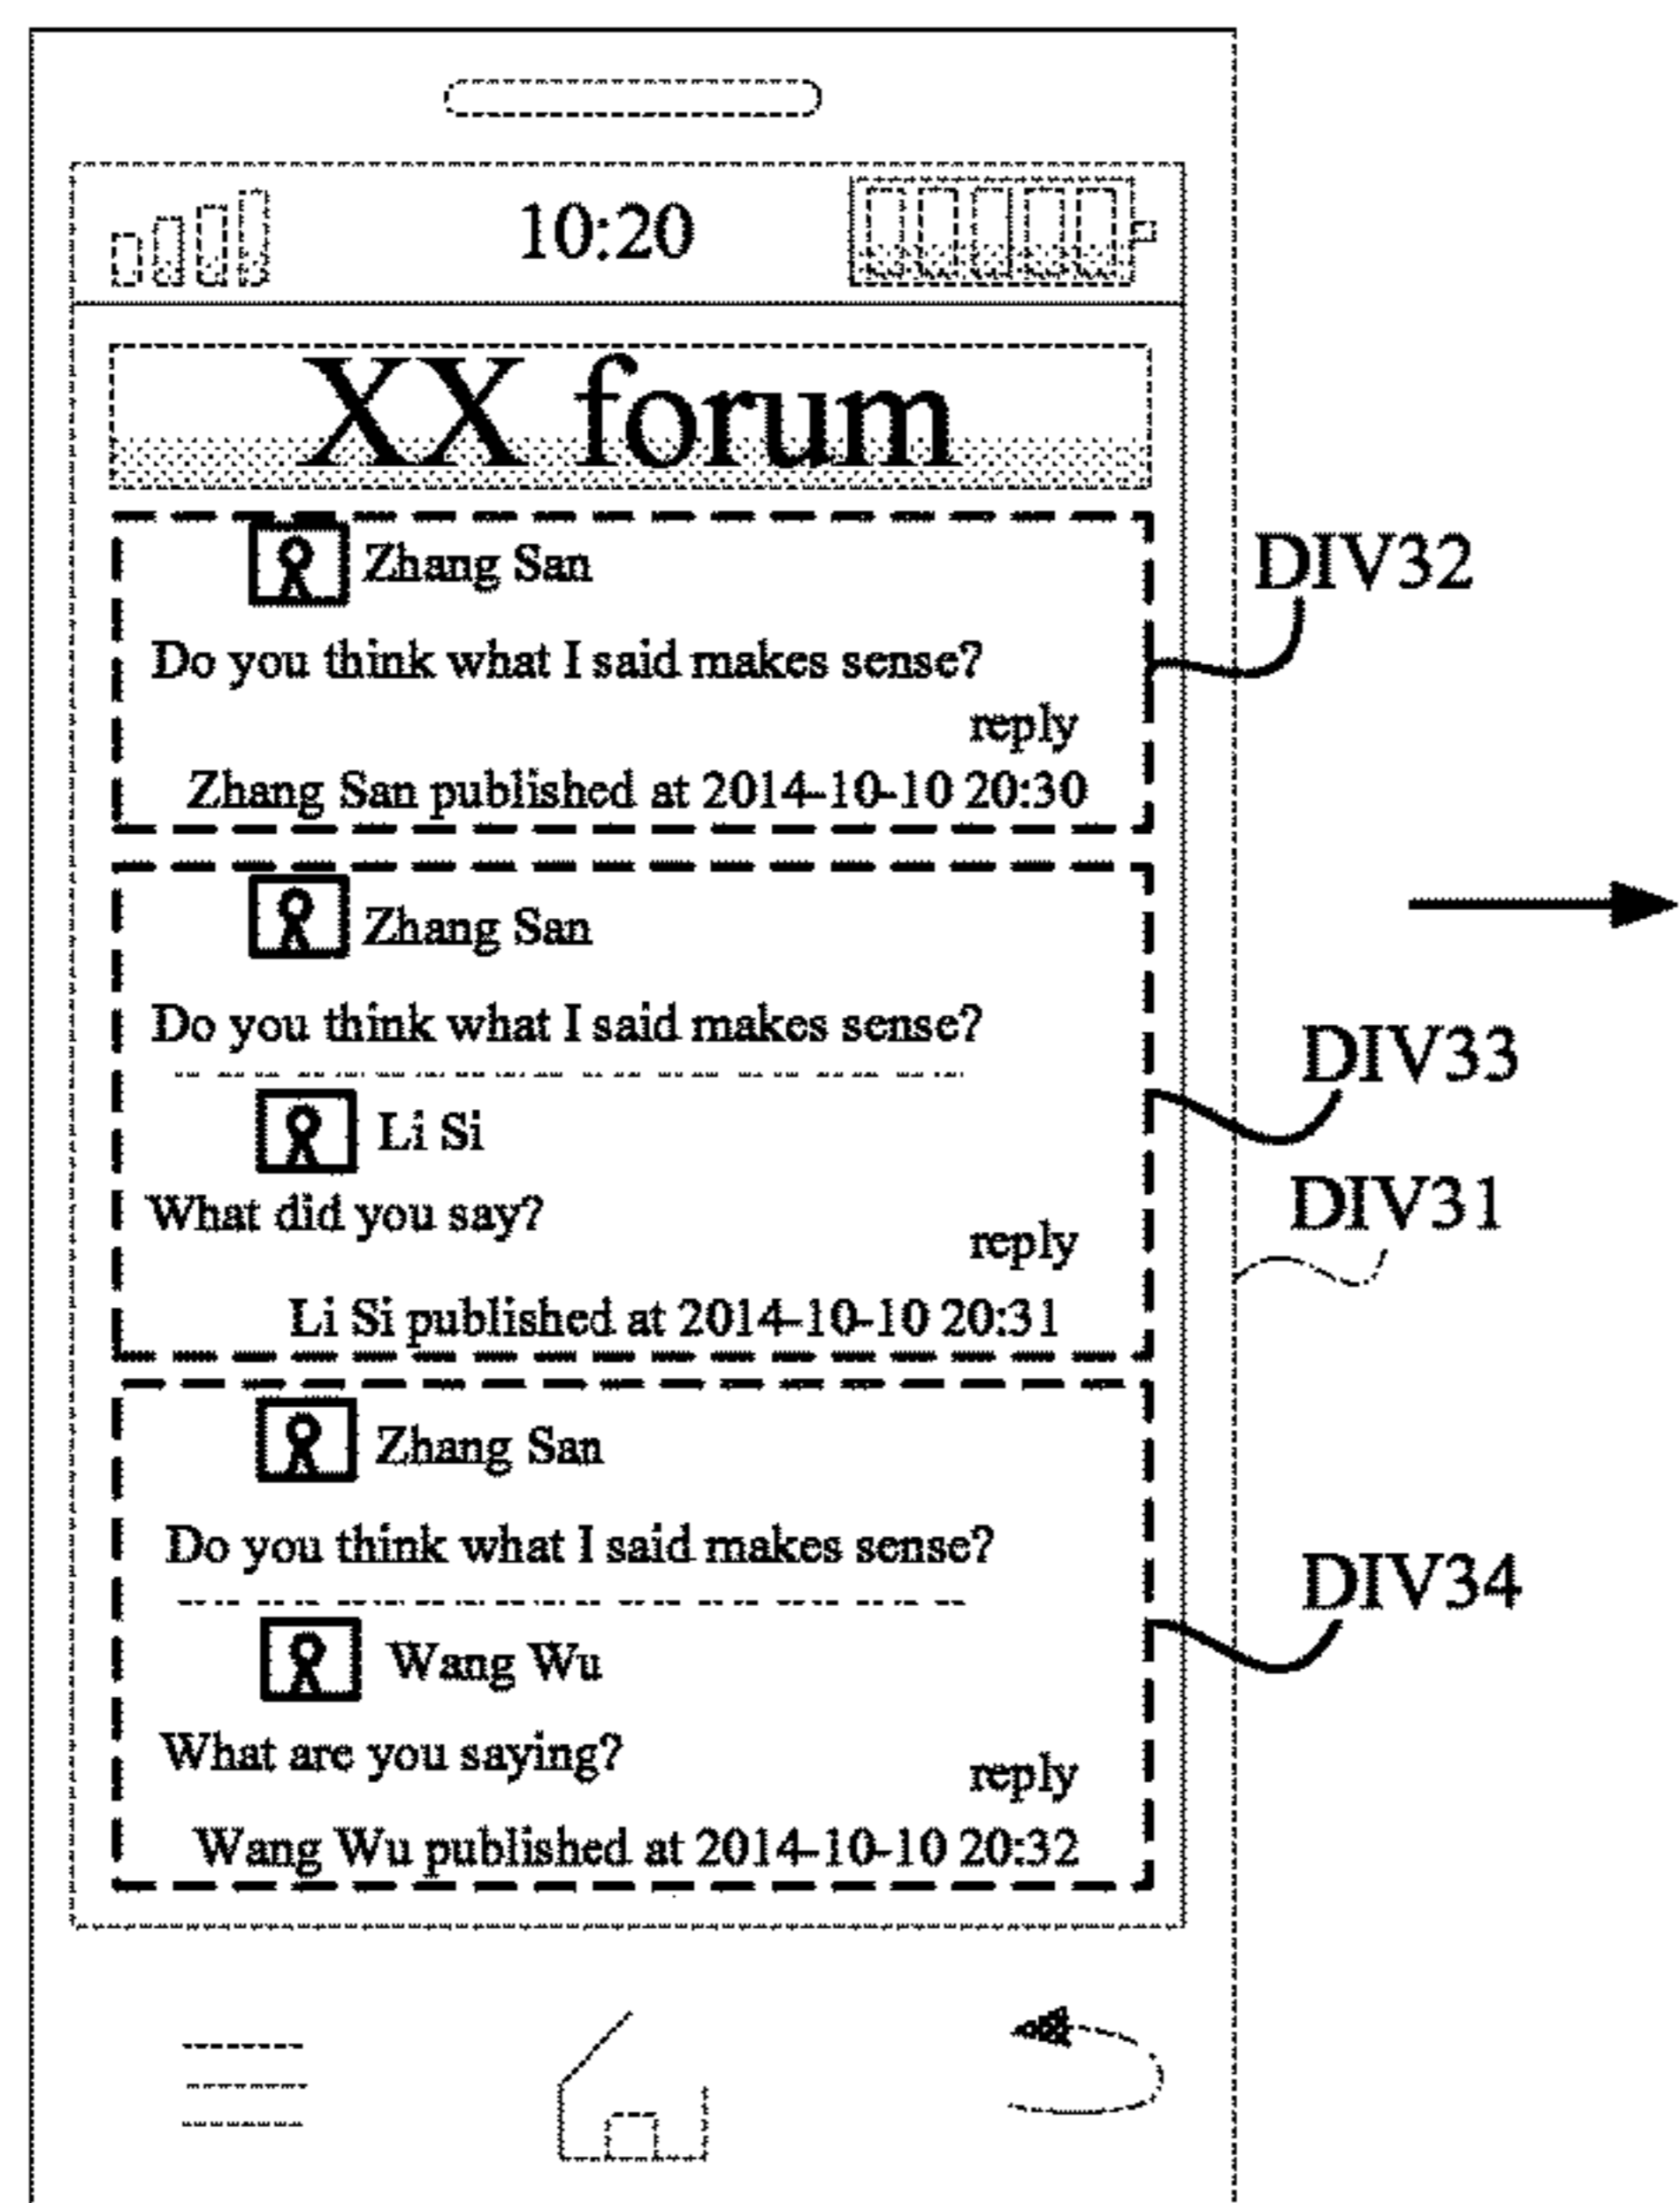 10:20
XX forum
Zhang San
DIV32
Do you think what I said makes sense?
reply
Zhang San published at 2014-10-10 20:30
Zhang San
Do you think what I said makes sense?
DIV33
Li Si
DIV31
What did you say?
reply
Li Si published at 2014-10-10 20:31
Zhang San
Do you think what I said makes sense?
DIV34
Wang Wu
What are you saying?
reply
Wang Wu published at 2014-10-10 20:32